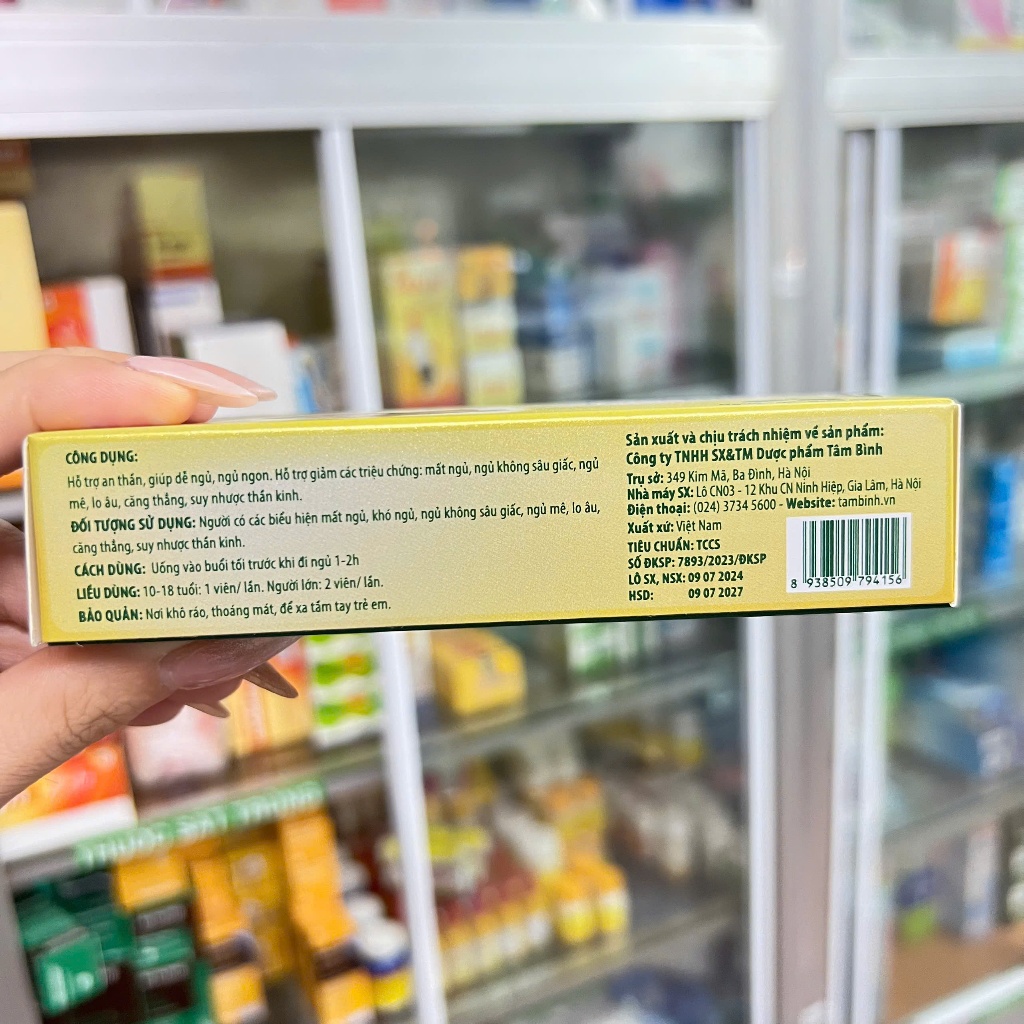 CÔNG DỤNG:
Hỗ trợ an thần, giúp dễ ngủ, ngủ ngon. Hỗ trợ giảm các triệu chứng: mất ngủ, ngủ không sâu giấc, ngủ
mê, lo âu, căng thẳng, suy nhược thần kinh.
ĐỐI TƯỢNG SỬ DỤNG: Người có các biểu hiện mất ngủ, khó ngủ, ngủ không sâu giấc, ngủ mê, lo âu,
căng thẳng, suy nhược thần kinh.
CÁCH DÙNG: Uống vào buổi tối trước khi đi ngủ 1-2h
LIỀU DÙNG: 10-18 tuổi: 1 viên/ lần. Người lớn: 2 viên/ lần.
BẢO QUẢN: Nơi khô ráo, thoáng mát, để xa tầm tay trẻ em.
Sản xuất và chịu trách nhiệm về sản phẩm:
Công ty TNHH SX&TM Dược phẩm Tâm Bình
Trụ sở: 349 Kim Mã, Ba Đình, Hà Nội
Nhà máy SX: Lô CN03 - 12 Khu CN Ninh Hiệp, Gia Lâm, Hà Nội
Điện thoại: (024) 3734 5600 - Website: tambinh.vn
Xuất xứ: Việt Nam
TIÊU CHUẨN: TCCS
SỐ ĐKSP: 7893/2023/ĐKSP
LÔ SX, NSX: 09 07 2024
HSD: 09 07 2027
8 938509 794156